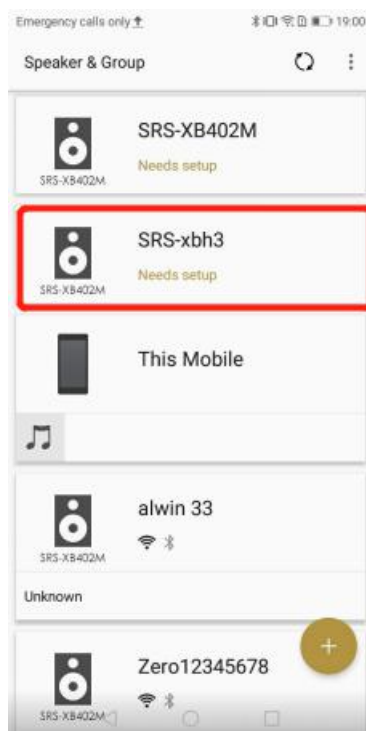 Emergency calls only
19:00
Speaker & Group
SRS-XB402M
Needs setup
SRS-XB402M
SRS-xbh3
Needs setup
SRS-XB402M
This Mobile
alwin 33
SRS-XB402M
Unknown
Zero12345678
SRS-XB402M